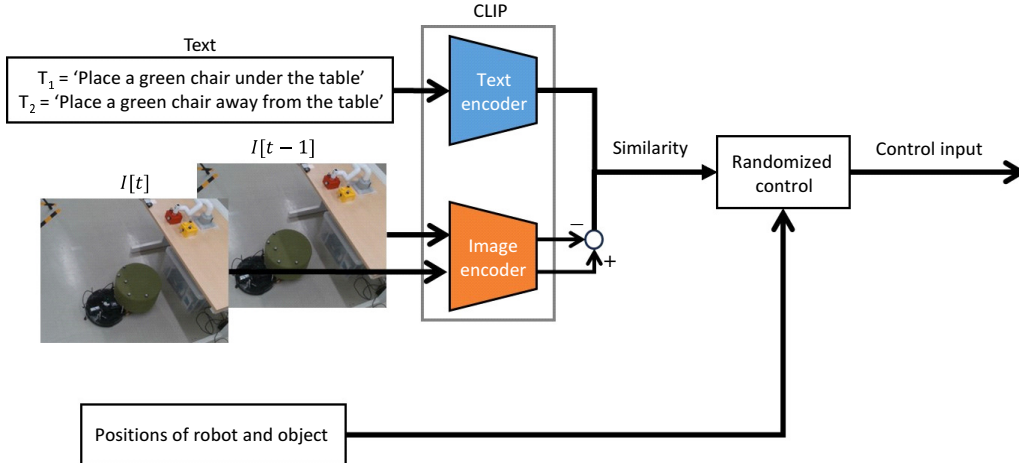 CLIP
Text
T₁ = ‘Place a green chair under the table’
T₂ = ‘Place a green chair away from the table’
Text
encoder
I[t − 1]
I[t]
Image
encoder
−
+
Similarity
Randomized
control
Control input
Positions of robot and object